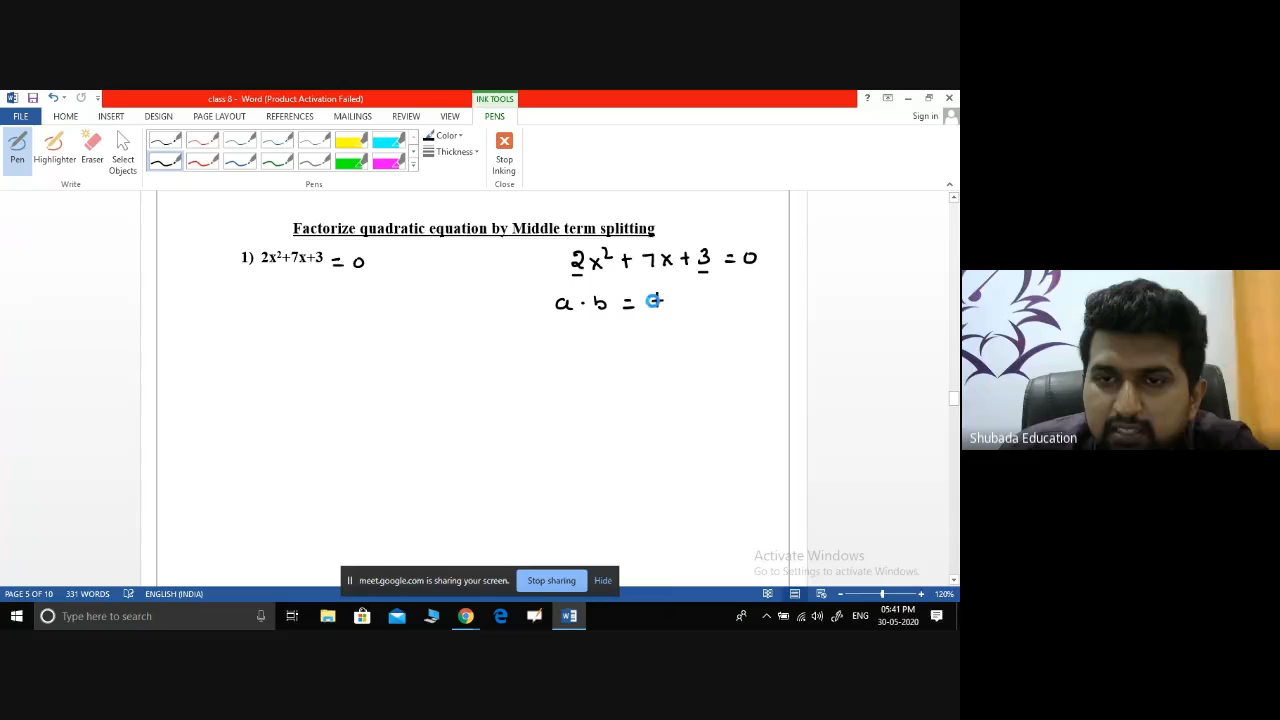 class 8 - Word (Product Activation Failed)
INK TOOLS
FILE HOME INSERT DESIGN PAGE LAYOUT REFERENCES MAILINGS REVIEW VIEW PENS
Sign in
Pen Highlighter Eraser Select Objects
Color
Thickness
Stop Inking
Write Pens Close
Factorize quadratic equation by Middle term splitting
1) 2x²+7x+3 = 0
2x² + 7x + 3 = 0
a · b =
Shubada Education
Activate Windows
Go to Settings to activate Windows.
meet.google.com is sharing your screen. Stop sharing Hide
PAGE 5 OF 10 331 WORDS ENGLISH (INDIA) 120%
Type here to search
ENG
05:41 PM
30-05-2020